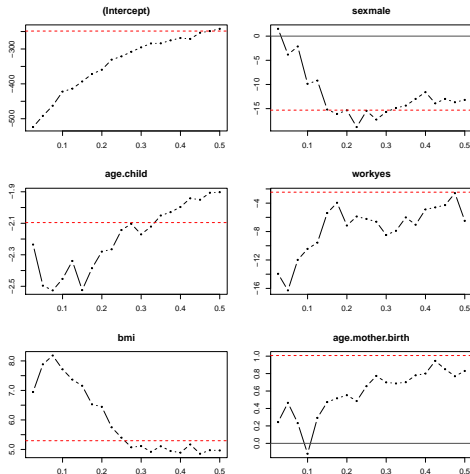 (Intercept)
-300
-400
-500
0.1 0.2 0.3 0.4 0.5
sexmale
0
-5
-10
-15
0.1 0.2 0.3 0.4 0.5
age.child
-1.9
-2.1
-2.3
-2.5
0.1 0.2 0.3 0.4 0.5
workyes
-4
-8
-12
-16
0.1 0.2 0.3 0.4 0.5
bmi
8.0
7.0
6.0
5.0
0.1 0.2 0.3 0.4 0.5
age.mother.birth
1.0
0.8
0.6
0.4
0.2
0.0
0.1 0.2 0.3 0.4 0.5